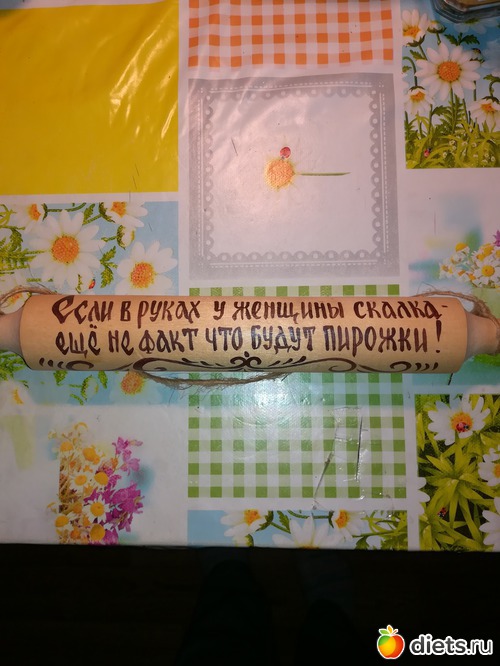 Если в руках у женщины скалка-
ещё не факт что будут пирожки!
diets.ru